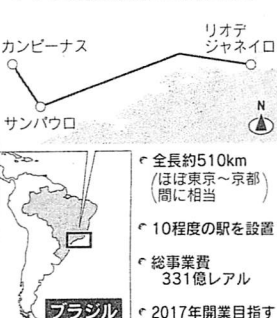 リオデ
ジャネイロ
カンピーナス
サンパウロ
N
全長約510km
(ほぼ東京~京都
間に相当)
10程度の駅を設置
総事業費
331億レアル
2017年開業目指す
ブラジル